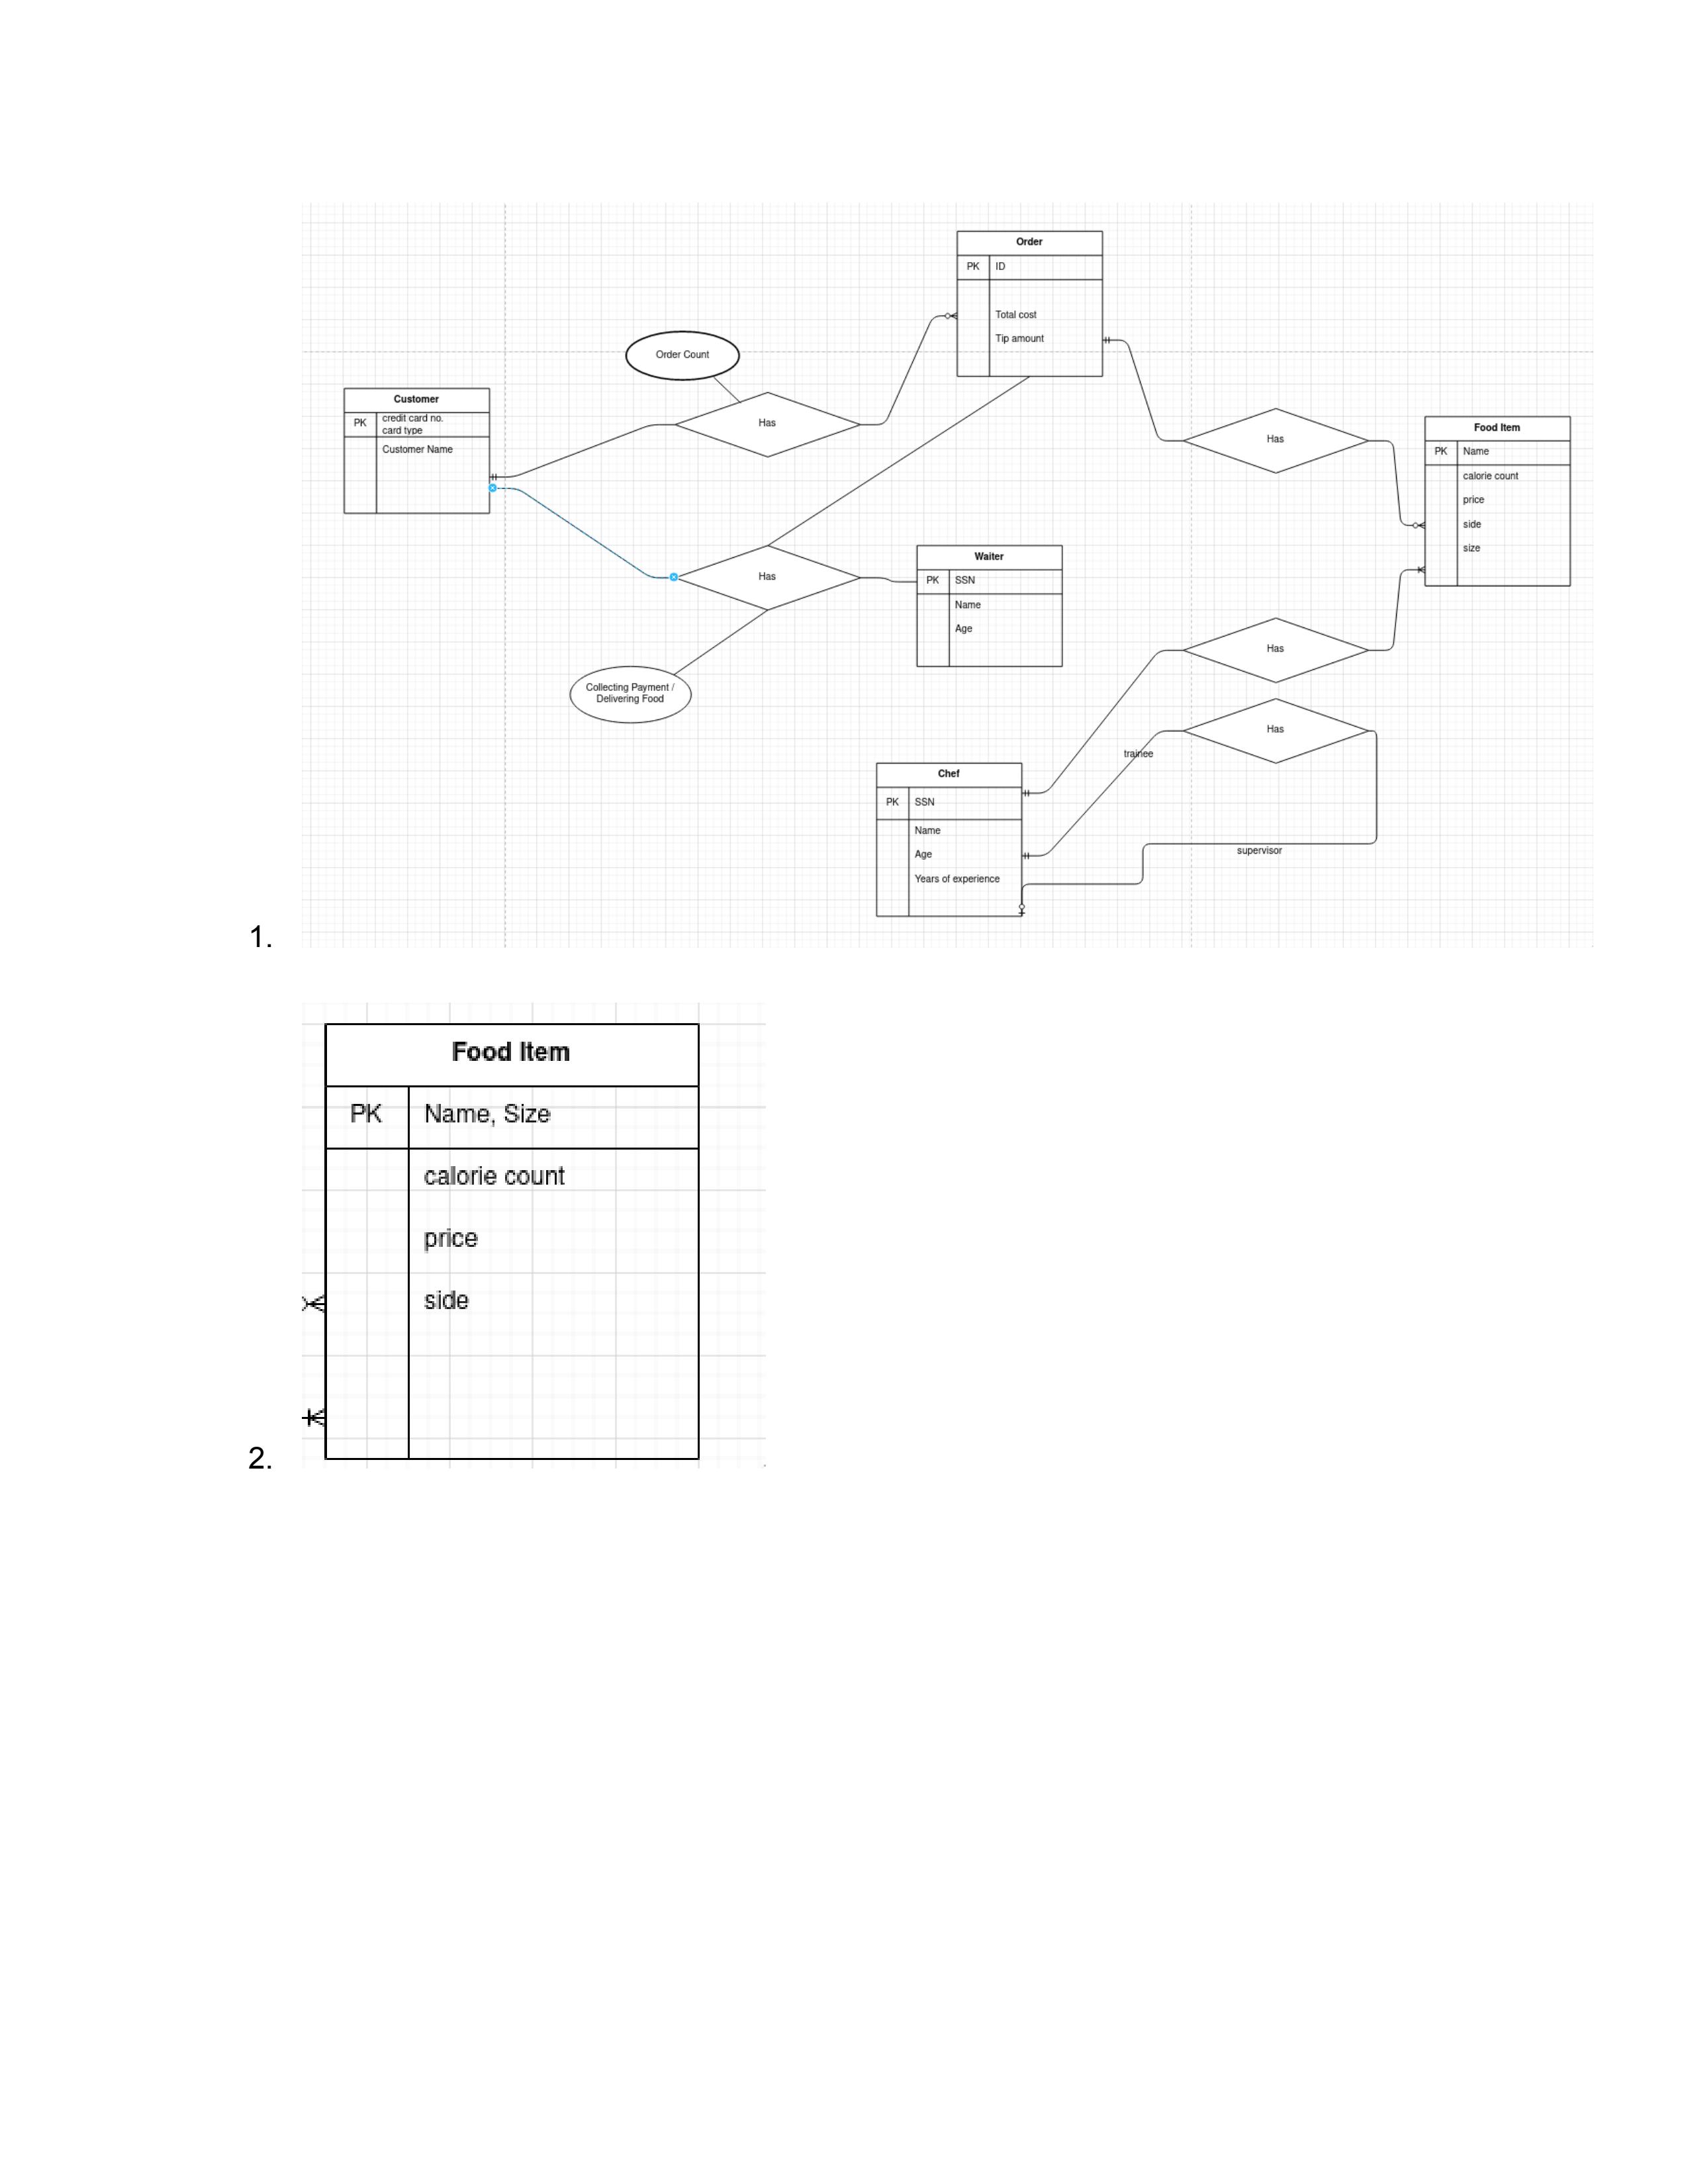 Order
PK ID
Total cost
Tip amount
Order Count
Customer
PK credit card no.
card type
Customer Name
Has
Has
Food Item
PK Name
calorie count
price
side
size
Has
Waiter
PK SSN
Name
Age
Collecting Payment /
Delivering Food
Has
Has
trainee
Chef
PK SSN
Name
Age
Years of experience
supervisor
1.
Food Item
PK Name, Size
calorie count
price
side
2.